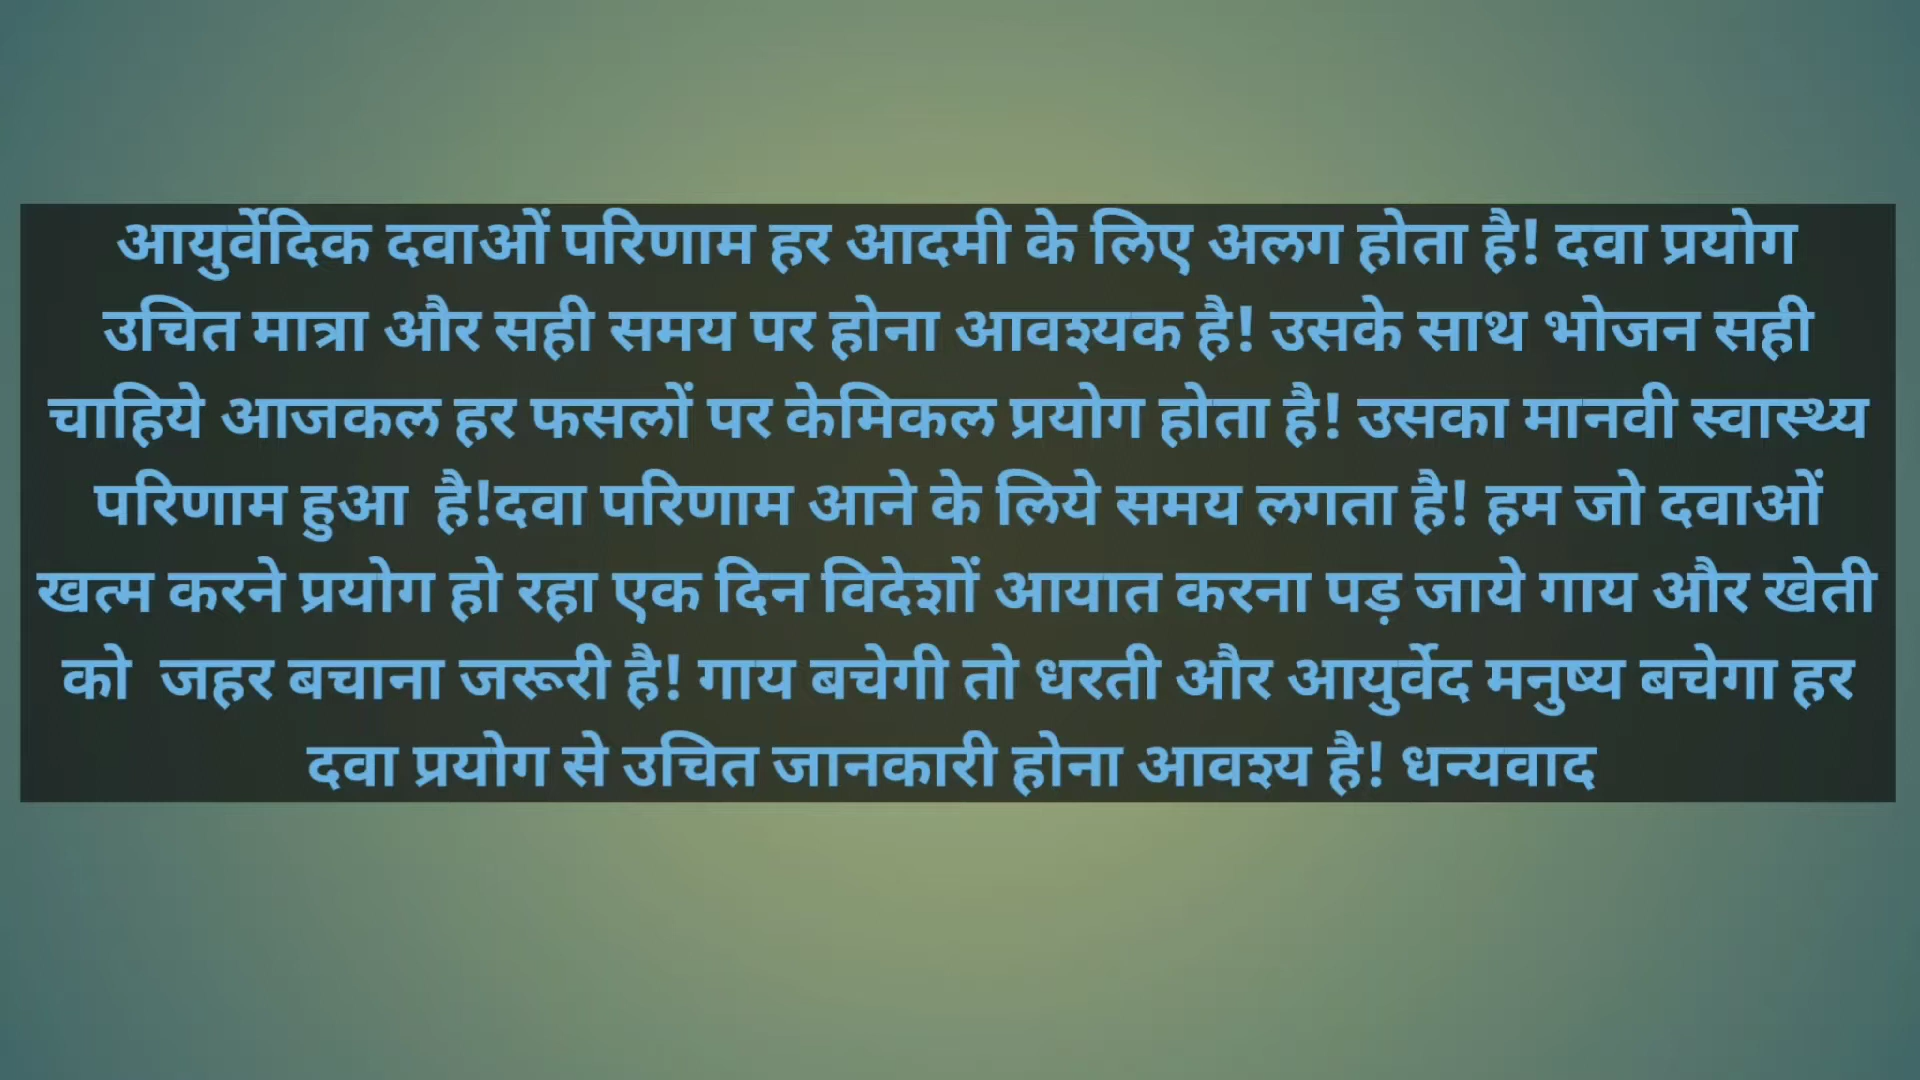 आयुर्वेदिक दवाओं परिणाम हर आदमी के लिए अलग होता है! दवा प्रयोग
उचित मात्रा और सही समय पर होना आवश्यक है! उसके साथ भोजन सही
चाहिये आजकल हर फसलों पर केमिकल प्रयोग होता है! उसका मानवी स्वास्थ्य
परिणाम हुआ  है!दवा परिणाम आने के लिये समय लगता है! हम जो दवाओं
खत्म करने प्रयोग हो रहा एक दिन विदेशों आयात करना पड़ जाये गाय और खेती
को  जहर बचाना जरूरी है! गाय बचेगी तो धरती और आयुर्वेद मनुष्य बचेगा हर
दवा प्रयोग से उचित जानकारी होना आवश्य है! धन्यवाद